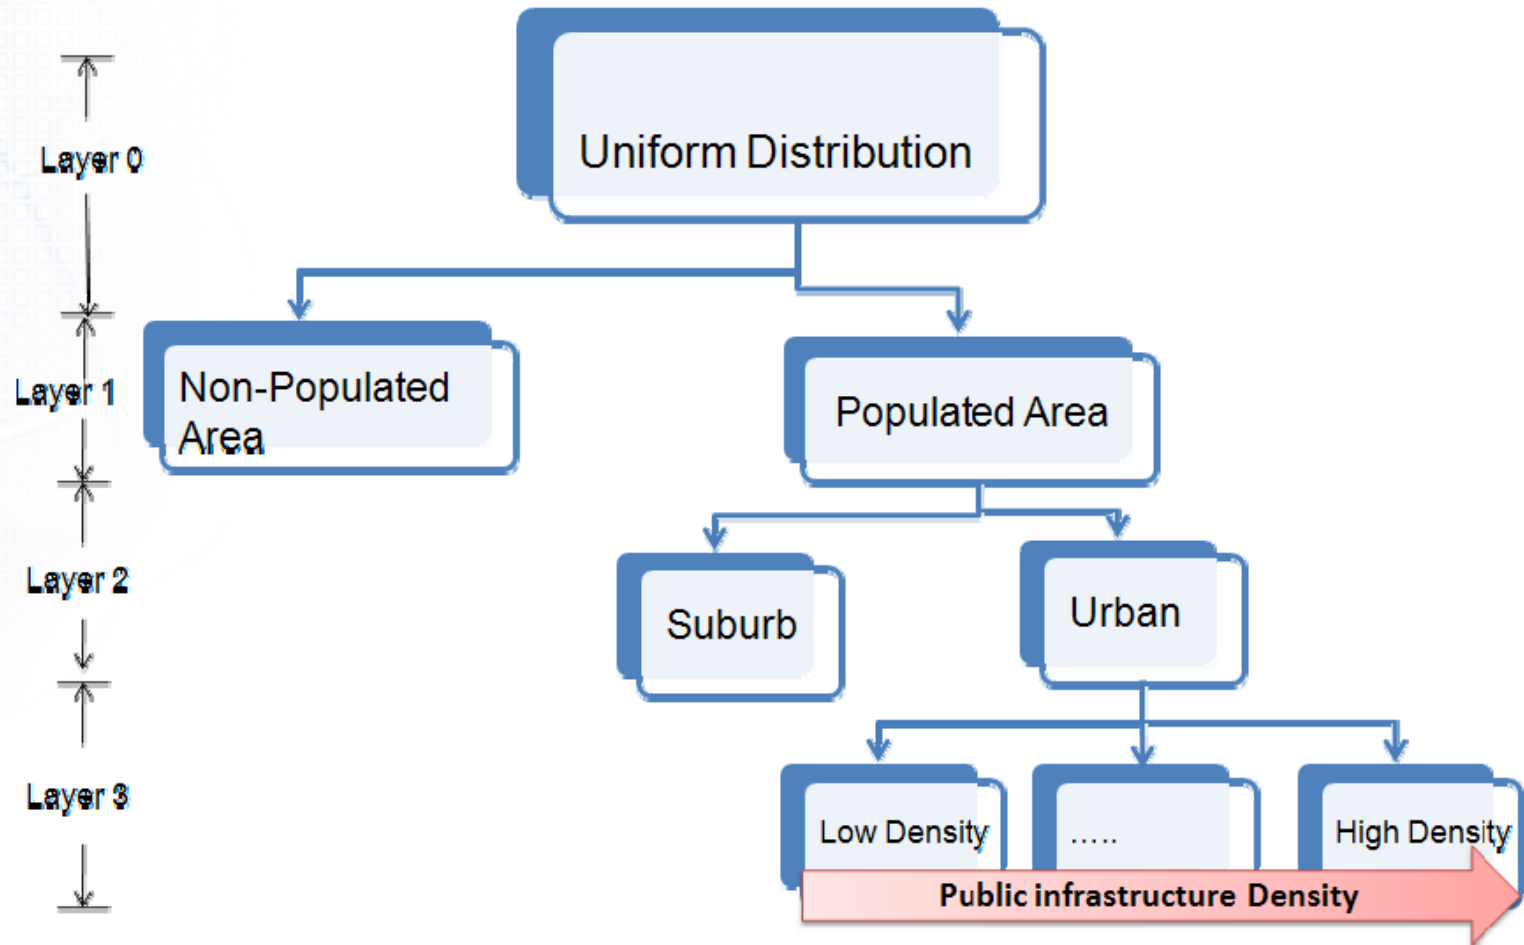 Uniform Distribution
Layer 0
Non-Populated
Area
Populated Area
Layer 1
Suburb
Urban
Layer 2
Low Density
.....
High Density
Layer 3
Public infrastructure Density